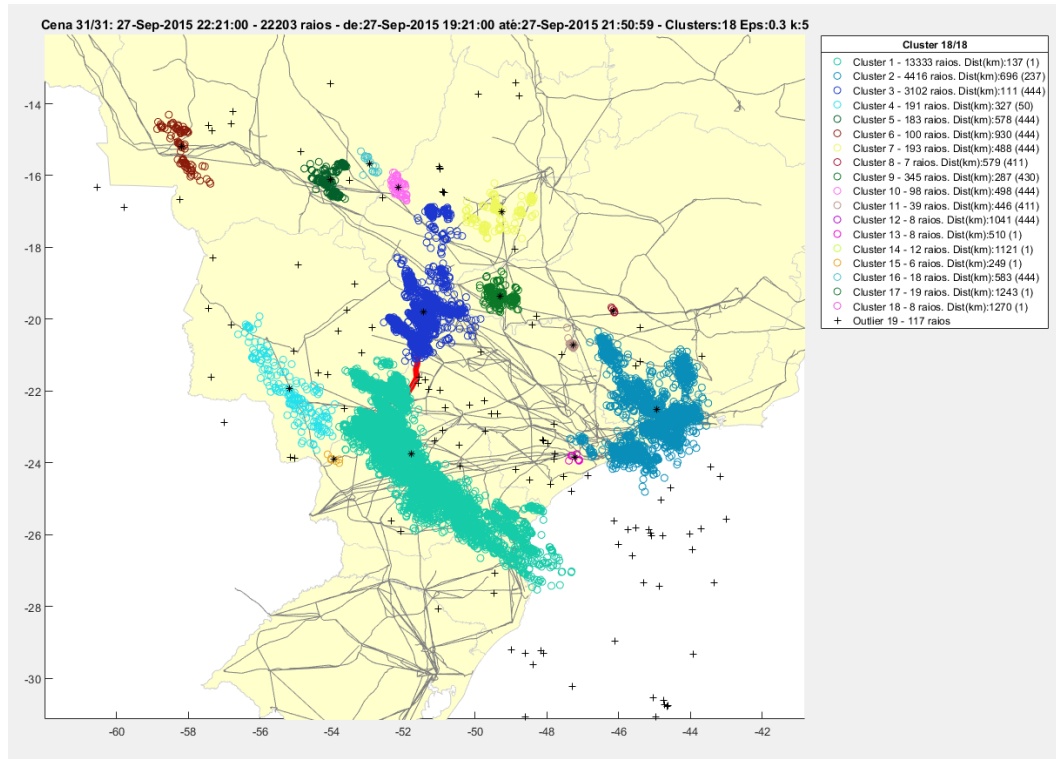 Cena 31/31: 27-Sep-2015 22:21:00 - 22203 raios - de:27-Sep-2015 19:21:00 até:27-Sep-2015 21:50:59 - Clusters:18 Eps:0.3 k:5
Cluster 18/18
Cluster 1 - 13333 raios. Dist(km):137 (1)
Cluster 2 - 4416 raios. Dist(km):696 (237)
Cluster 3 - 3102 raios. Dist(km):111 (444)
Cluster 4 - 191 raios. Dist(km):327 (50)
Cluster 5 - 183 raios. Dist(km):578 (444)
Cluster 6 - 100 raios. Dist(km):930 (444)
Cluster 7 - 193 raios. Dist(km):488 (444)
Cluster 8 - 7 raios. Dist(km):579 (411)
Cluster 9 - 345 raios. Dist(km):287 (430)
Cluster 10 - 98 raios. Dist(km):498 (444)
Cluster 11 - 39 raios. Dist(km):446 (411)
Cluster 12 - 8 raios. Dist(km):1041 (444)
Cluster 13 - 8 raios. Dist(km):510 (1)
Cluster 14 - 12 raios. Dist(km):1121 (1)
Cluster 15 - 6 raios. Dist(km):249 (1)
Cluster 16 - 18 raios. Dist(km):583 (444)
Cluster 17 - 19 raios. Dist(km):1243 (1)
Cluster 18 - 8 raios. Dist(km):1270 (1)
Outlier 19 - 117 raios
-14
-16
-18
-20
-22
-24
-26
-28
-30
-60 -58 -56 -54 -52 -50 -48 -46 -44 -42